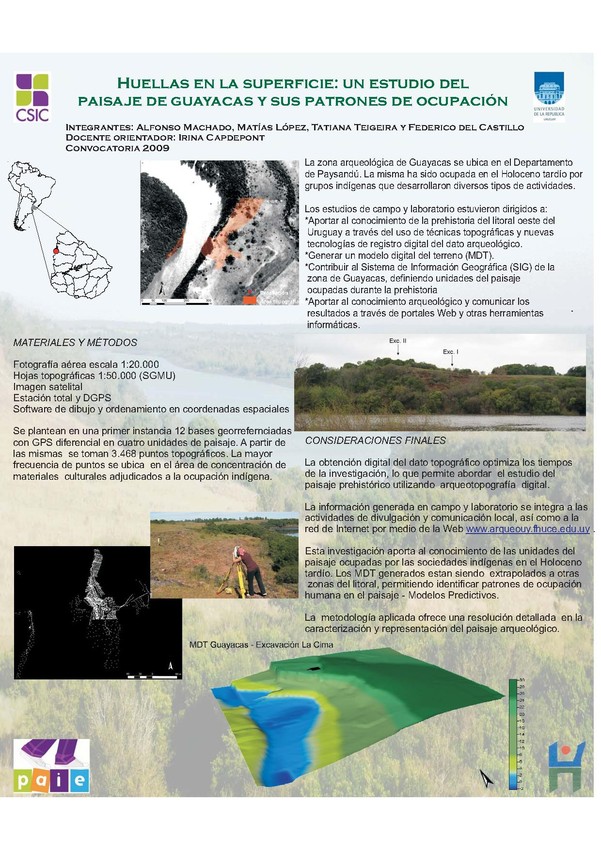 HUELLAS EN LA SUPERFICIE: UN ESTUDIO DEL
PAISAJE DE GUAYACAS Y SUS PATRONES DE OCUPACIÓN
CSIC
UNIVERSIDAD
DE LA REPÚBLICA
URUGUAY
INTEGRANTES: ALFONSO MACHADO, MATÍAS LÓPEZ, TATIANA TEIGEIRA Y FEDERICO DEL CASTILLO
DOCENTE ORIENTADOR: IRINA CAPDEPONT
CONVOCATORIA 2009
La zona arqueológica de Guayacas se ubica en el Departamento
de Paysandú. La misma ha sido ocupada en el Holoceno tardío por
grupos indígenas que desarrollaron diversos tipos de actividades.
Los estudios de campo y laboratorio estuvieron dirigidos a:
*Aportar al conocimiento de la prehistoria del litoral oeste del
Uruguay a través del uso de técnicas topográficas y nuevas
tecnologías de registro digital del dato arqueológico.
*Generar un modelo digital del terreno (MDT).
*Contribuir al Sistema de Información Geográfica (SIG) de la
zona de Guayacas, definiendo unidades del paisaje
ocupadas durante la prehistoria
*Aportar al conocimiento arqueológico y comunicar los
resultados a través de portales Web y otras herramientas
informáticas.
MATERIALES Y MÉTODOS
Fotografía aérea escala 1:20.000
Hojas topográficas 1:50.000 (SGMU)
Imagen satelital
Estación total y DGPS
Software de dibujo y ordenamiento en coordenadas espaciales
Se plantean en una primer instancia 12 bases georrefernciadas
con GPS diferencial en cuatro unidades de paisaje. A partir de
las mismas se toman 3.468 puntos topográficos. La mayor
frecuencia de puntos se ubica en el área de concentración de
materiales culturales adjudicados a la ocupación indígena.
Exc. II
Exc. I
CONSIDERACIONES FINALES
La obtención digital del dato topográfico optimiza los tiempos
de la investigación, lo que permite abordar el estudio del
paisaje prehistórico utilizando arqueotopografía digital.
La información generada en campo y laboratorio se integra a las
actividades de divulgación y comunicación local, así como a la
red de Internet por medio de la Web www.arqueouy.fhuce.edu.uy .
Esta investigación aporta al conocimiento de las unidades del
paisaje ocupadas por las sociedades indígenas en el Holoceno
tardío. Los MDT generados estan siendo extrapolados a otras
zonas del litoral, permitiendo identificar patrones de ocupación
humana en el paisaje - Modelos Predictivos.
La metodología aplicada ofrece una resolución detallada en la
caracterización y representación del paisaje arqueológico.
MDT Guayacas - Excavación La Cima
paie